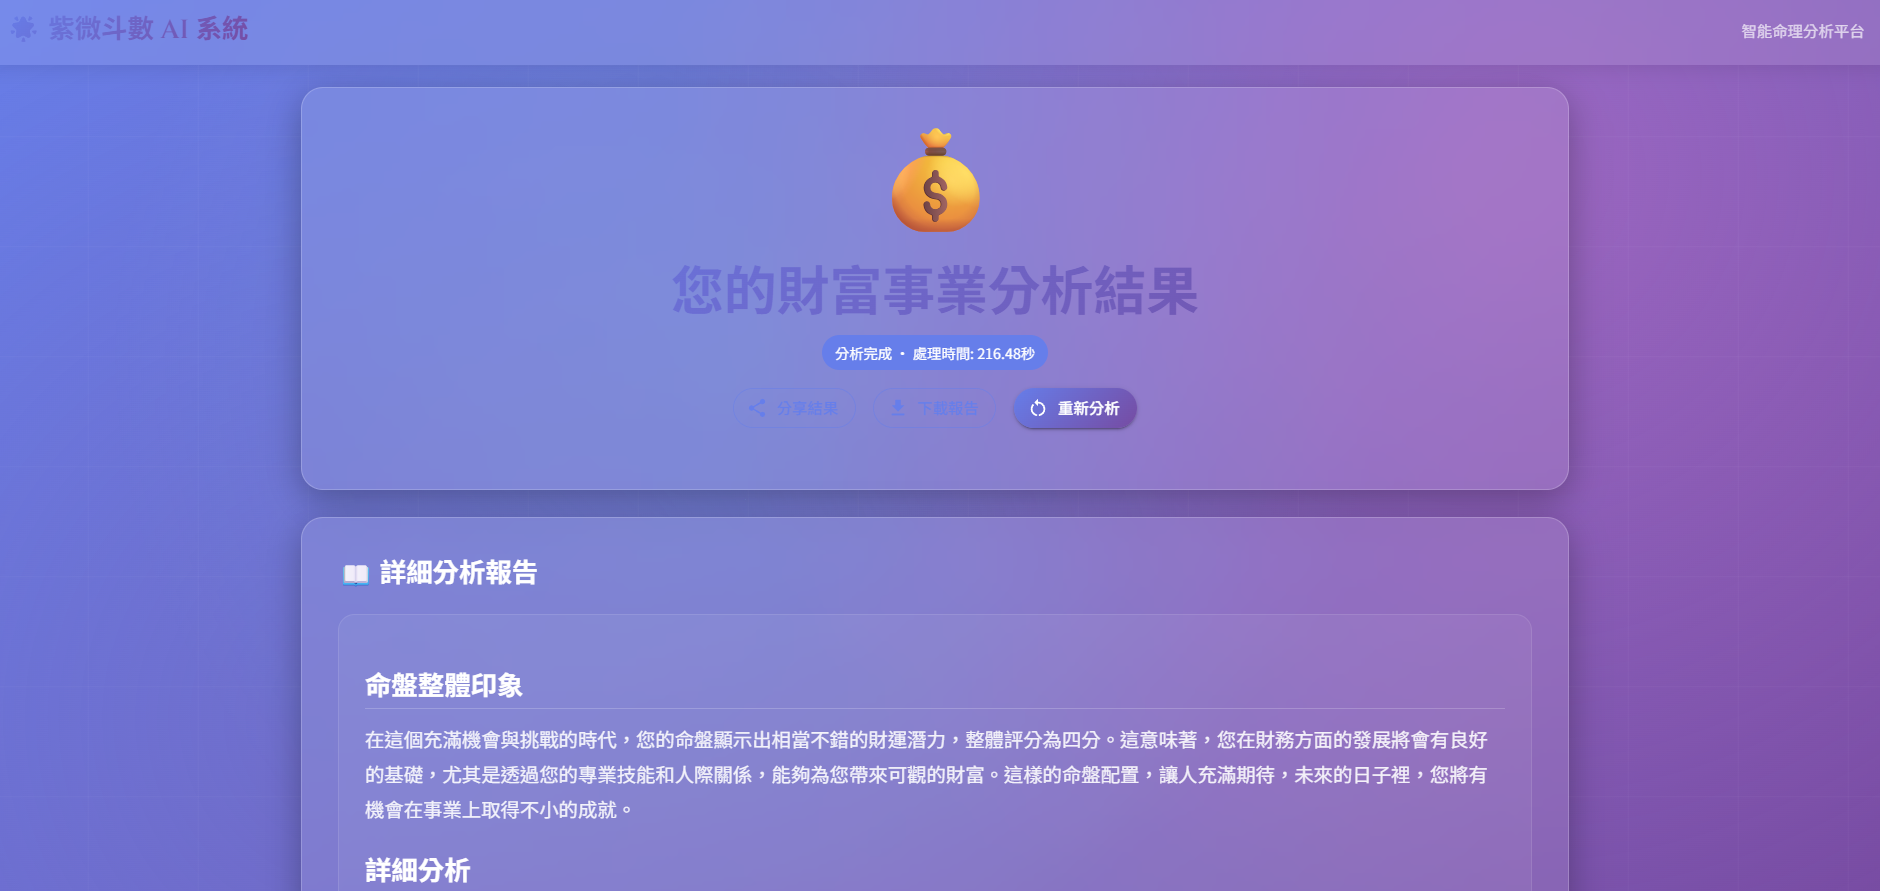 紫微斗數 AI 系統
智能命理分析平台
$
您的財富事業分析結果
分析完成 • 處理時間: 216.48秒
分享結果
下載報告
重新分析
詳細分析報告
命盤整體印象
在這個充滿機會與挑戰的時代，您的命盤顯示出相當不錯的財運潛力，整體評分為四分。這意味著，您在財務方面的發展將會有良好
的基礎，尤其是透過您的專業技能和人際關係，能夠為您帶來可觀的財富。這樣的命盤配置，讓人充滿期待，未來的日子裡，您將有
機會在事業上取得不小的成就。
詳細分析